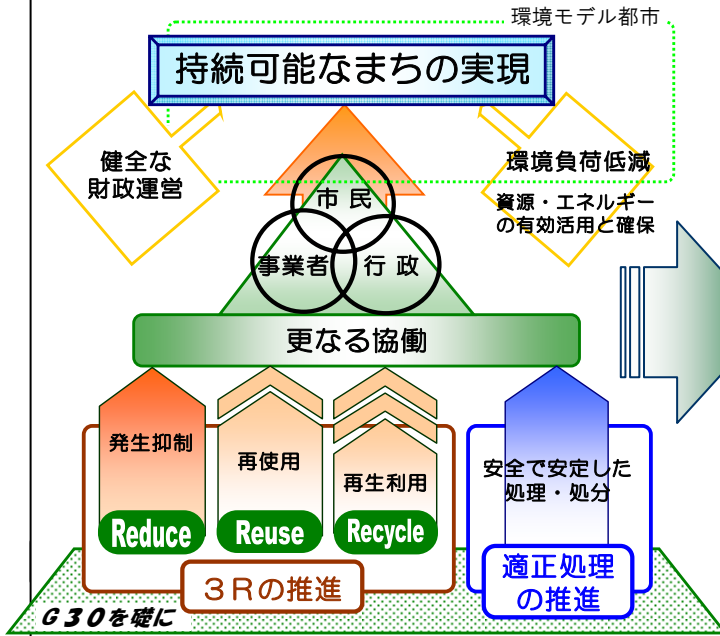 環境モデル都市
持続可能なまちの実現
健全な
財政運営
環境負荷低減
資源・エネルギー
の有効活用と確保
市民
事業者
行政
更なる協働
発生抑制
再使用
再生利用
安全で安定した
処理・処分
Reduce
Reuse
Recycle
3Rの推進
適正処理
の推進
G30を礎に